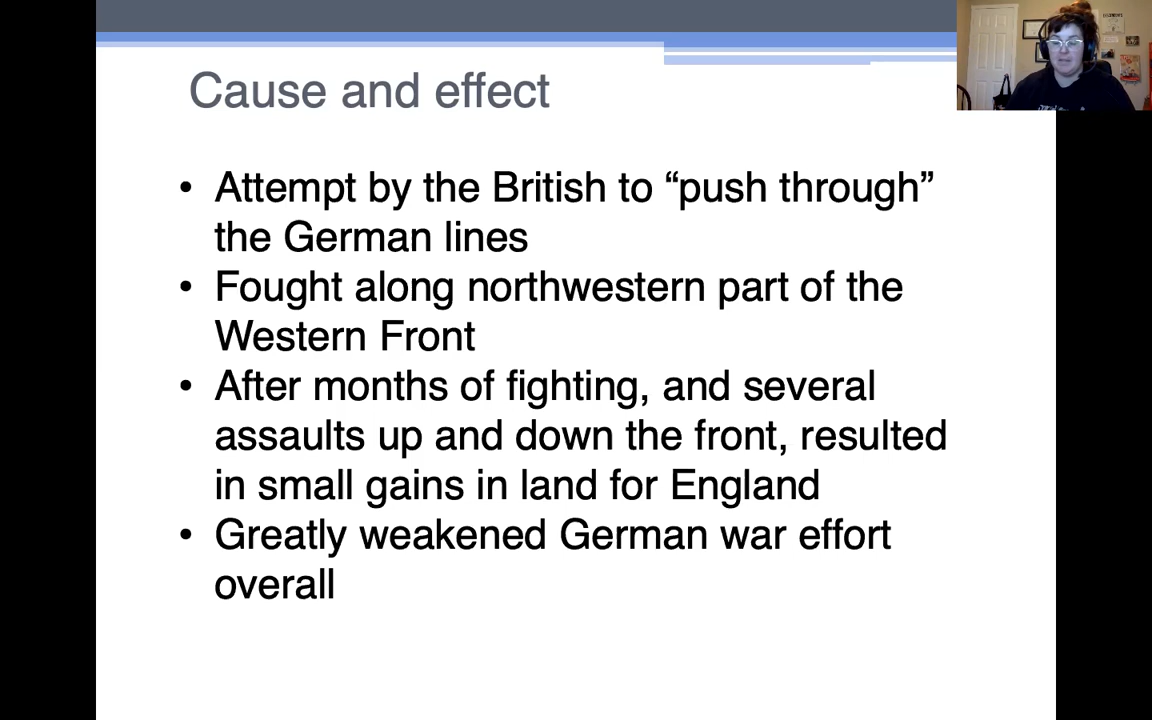 Cause and effect
• Attempt by the British to “push through”
the German lines
• Fought along northwestern part of the
Western Front
• After months of fighting, and several
assaults up and down the front, resulted
in small gains in land for England
• Greatly weakened German war effort
overall